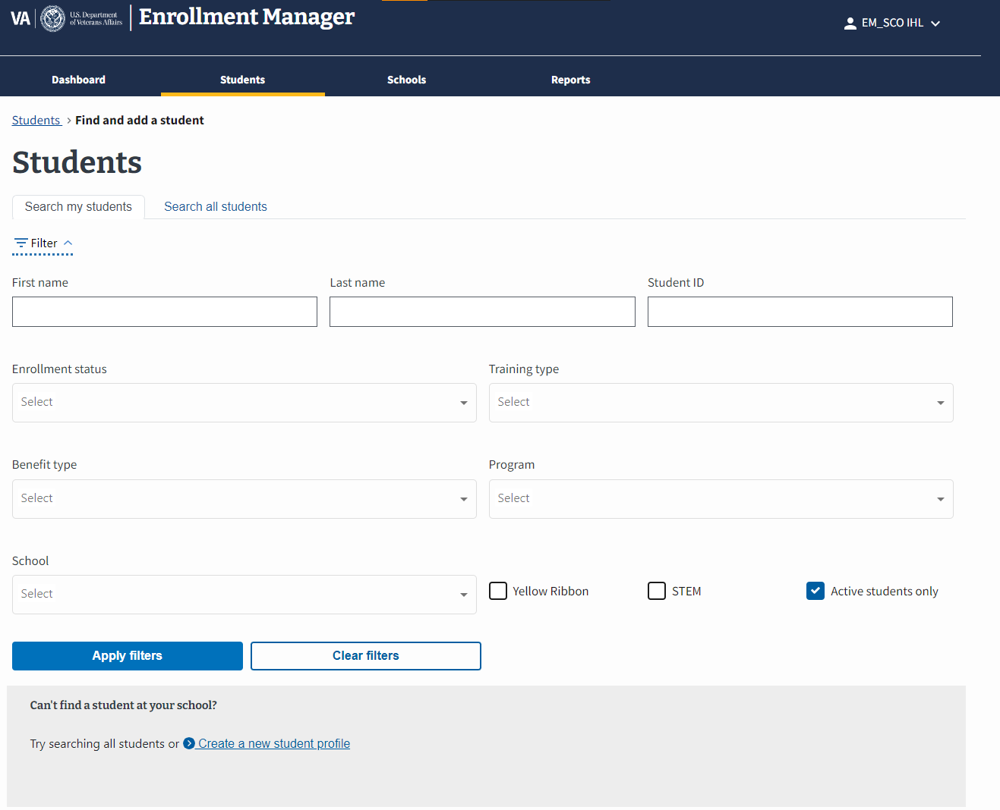 VA
U.S. Department
of Veterans Affairs
Enrollment Manager
EM_SCO IHL
Dashboard
Students
Schools
Reports
Students > Find and add a student
Students
Search my students
Search all students
Filter
First name
Last name
Student ID
Enrollment status
Training type
Select
Select
Benefit type
Program
Select
Select
School
Select
Yellow Ribbon
STEM
Active students only
Apply filters
Clear filters
Can't find a student at your school?
Try searching all students or Create a new student profile